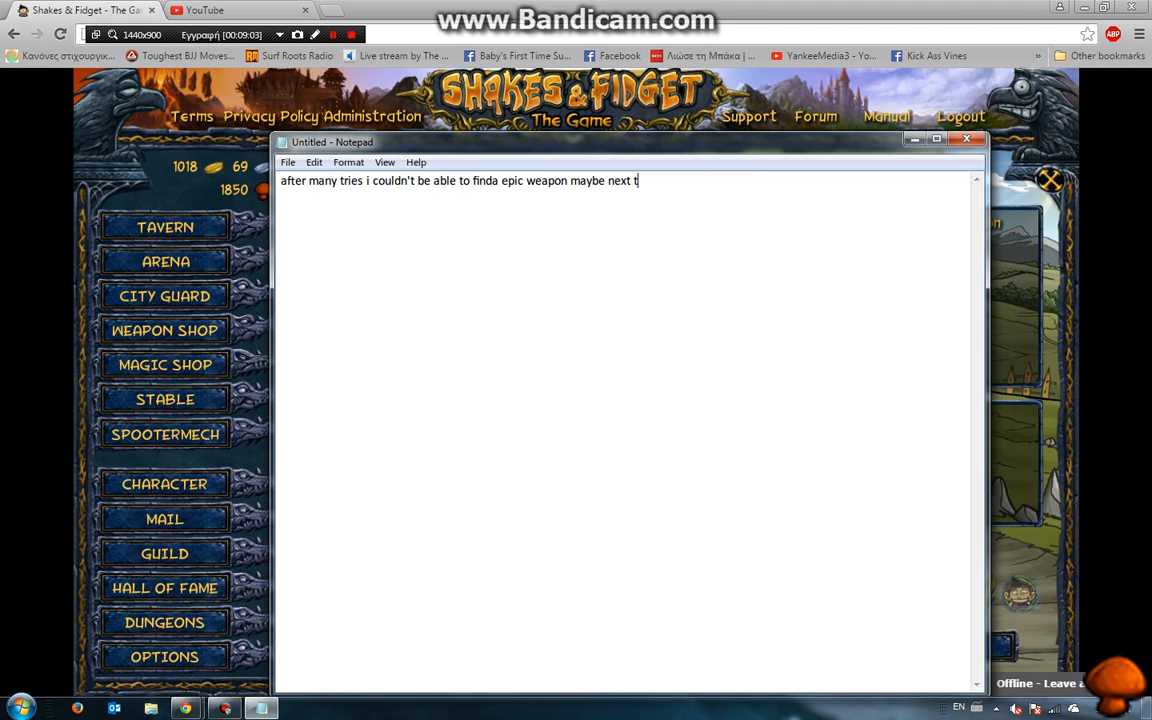 www.Bandicam.com
Shakes & Fidget - The Gar
YouTube
1440x900
Εγγραφή [00:09:03]
ABP
Κανόνες στιχουργικ...
Toughest BJJ Moves...
Surf Roots Radio
Live stream by The ...
Baby's First Time Su...
Facebook
Λιώσε τη Μπάκα | ...
YankeeMedia3 - Yo...
Kick Ass Vines
»
Other bookmarks
SHAKES & FIDGET
The Game
Terms Privacy Policy Administration
Support Forum Manual Logout
1018 69
1850
TAVERN
ARENA
CITY GUARD
WEAPON SHOP
MAGIC SHOP
STABLE
SPOOTERMECH
CHARACTER
MAIL
GUILD
HALL OF FAME
DUNGEONS
OPTIONS
Untitled - Notepad
File Edit Format View Help
after many tries i couldn't be able to finda epic weapon maybe next t
on
Offline - Leave a
EN